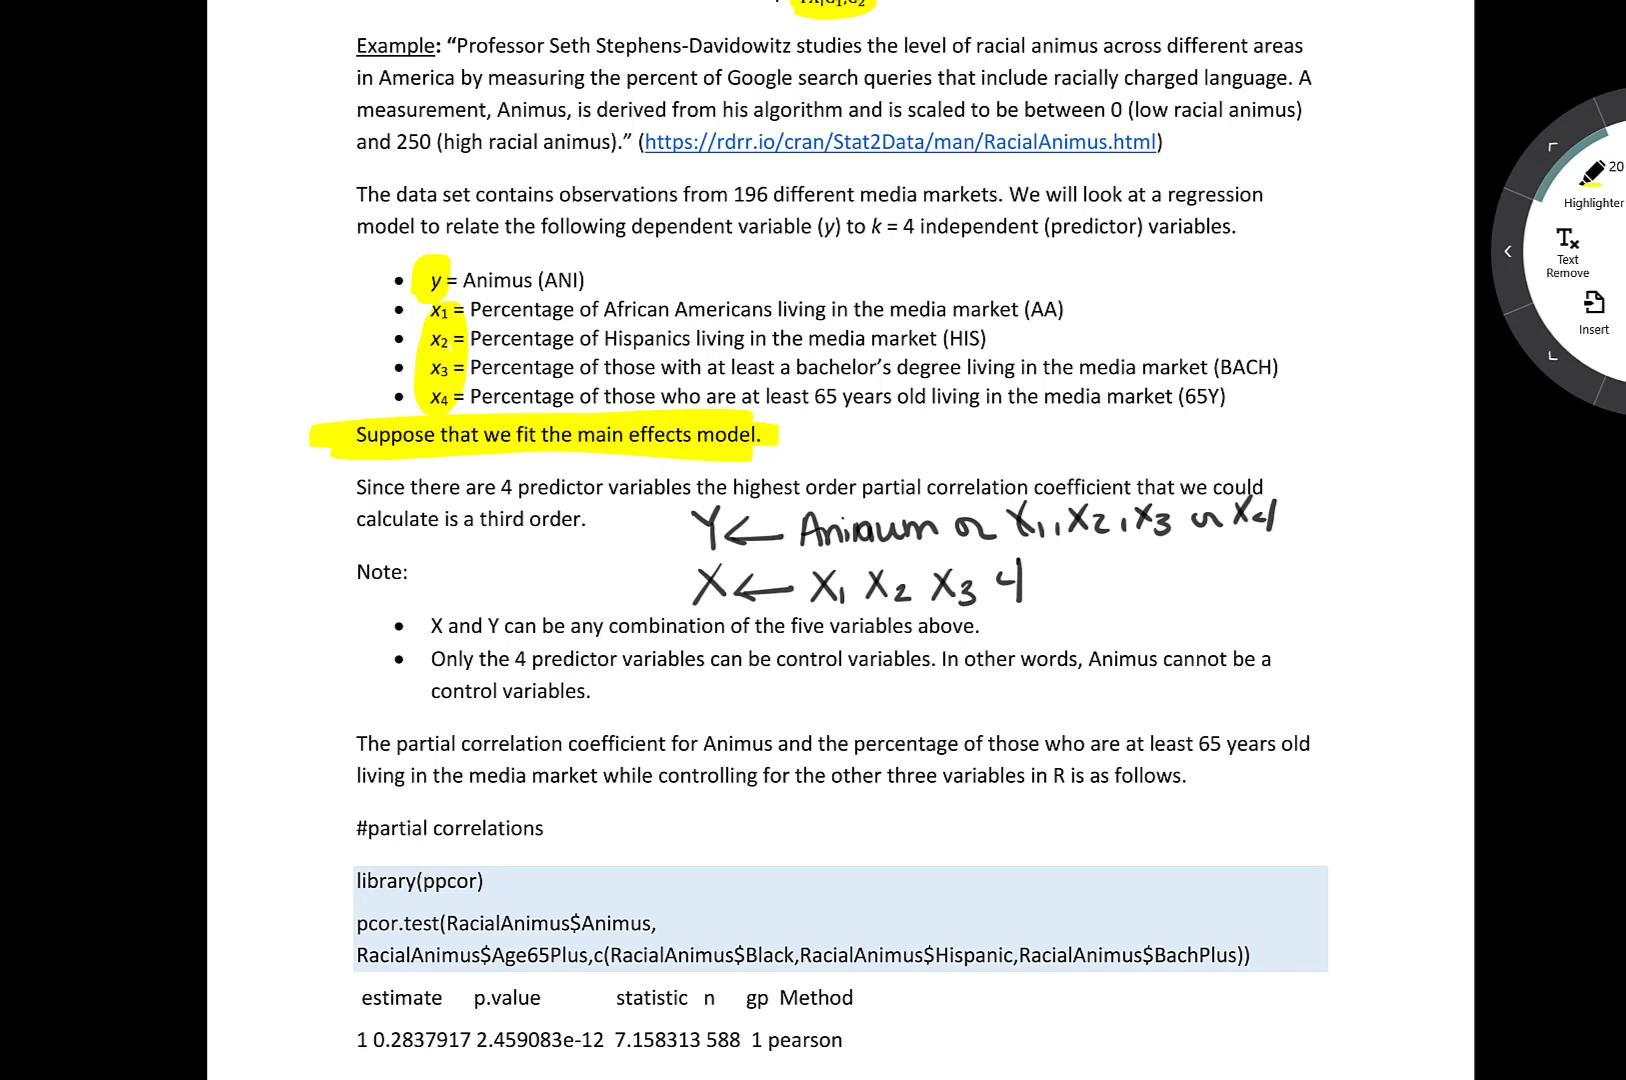 Example: “Professor Seth Stephens-Davidowitz studies the level of racial animus across different areas
in America by measuring the percent of Google search queries that include racially charged language. A
measurement, Animus, is derived from his algorithm and is scaled to be between 0 (low racial animus)
and 250 (high racial animus).” (https://rdrr.io/cran/Stat2Data/man/RacialAnimus.html)
The data set contains observations from 196 different media markets. We will look at a regression
model to relate the following dependent variable (y) to k = 4 independent (predictor) variables.
• y = Animus (ANI)
• x1 = Percentage of African Americans living in the media market (AA)
• x2 = Percentage of Hispanics living in the media market (HIS)
• x3 = Percentage of those with at least a bachelor’s degree living in the media market (BACH)
• x4 = Percentage of those who are at least 65 years old living in the media market (65Y)
Suppose that we fit the main effects model.
Since there are 4 predictor variables the highest order partial correlation coefficient that we could
calculate is a third order.
Y ← Animum or X1, X2, X3 or X4
Note:
X ← X1 X2 X3 4
• X and Y can be any combination of the five variables above.
• Only the 4 predictor variables can be control variables. In other words, Animus cannot be a
control variables.
The partial correlation coefficient for Animus and the percentage of those who are at least 65 years old
living in the media market while controlling for the other three variables in R is as follows.
#partial correlations
library(ppcor)
pcor.test(RacialAnimus$Animus,
RacialAnimus$Age65Plus,c(RacialAnimus$Black,RacialAnimus$Hispanic,RacialAnimus$BachPlus))
estimate p.value statistic n gp Method
1 0.2837917 2.459083e-12 7.158313 588 1 pearson
20
Highlighter
Text
Remove
Insert